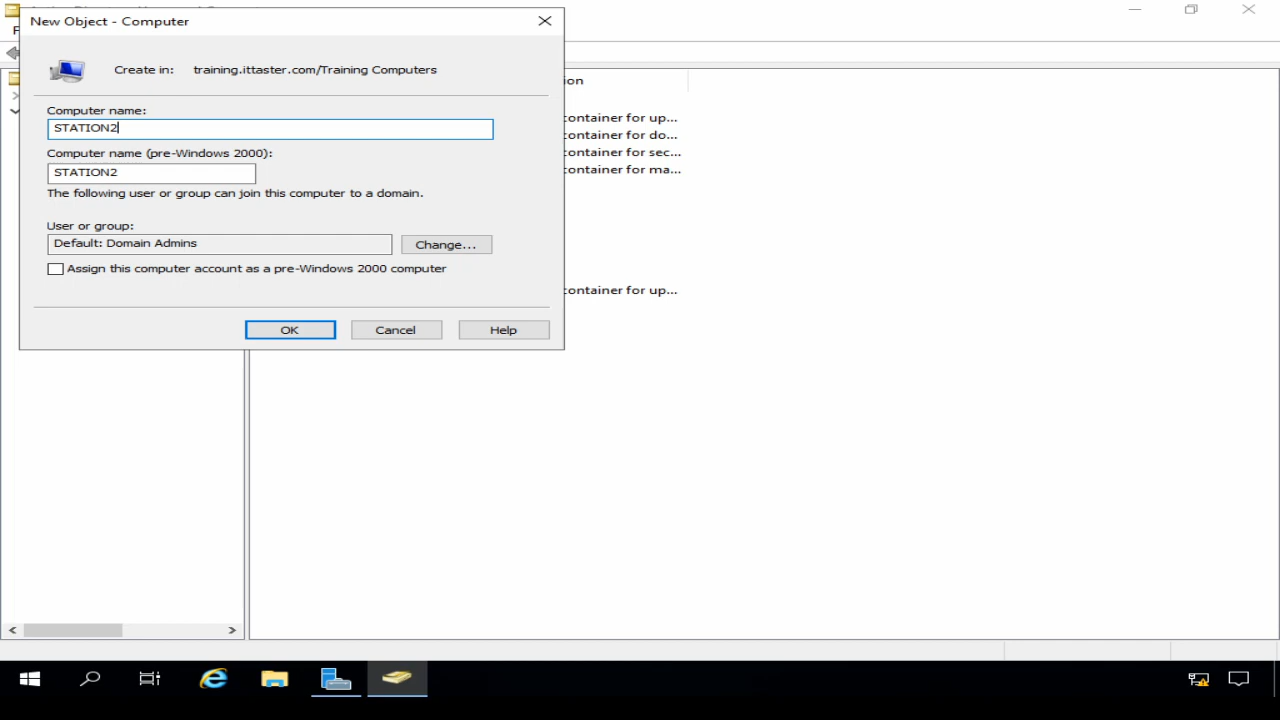 New Object - Computer
Create in: training.ittaster.com/Training Computers
Computer name:
STATION2
Computer name (pre-Windows 2000):
STATION2
The following user or group can join this computer to a domain.
User or group:
Default: Domain Admins
Change...
Assign this computer account as a pre-Windows 2000 computer
OK
Cancel
Help
container for up...
container for do...
container for sec...
container for ma...
container for up...